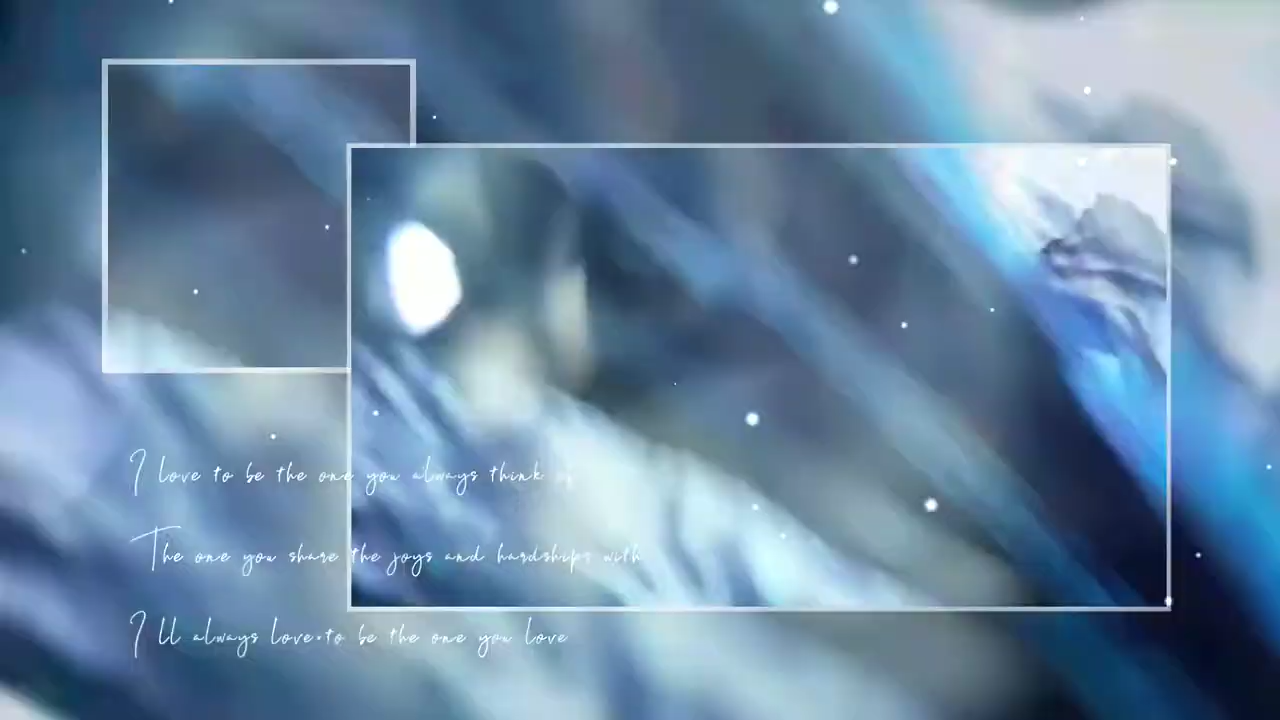 I love to be the one you always think of
The one you share the joys and hardships with
I ll always love to be the one you love